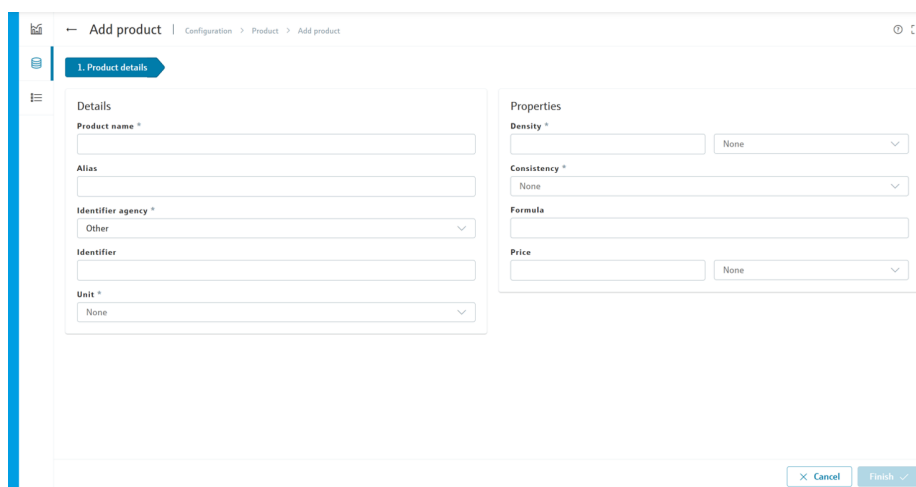 ← Add product | Configuration > Product > Add product
1. Product details
Details
Product name *
Alias
Identifier agency *
Other
Identifier
Unit *
None
Properties
Density *
None
Consistency *
None
Formula
Price
None
Cancel
Finish